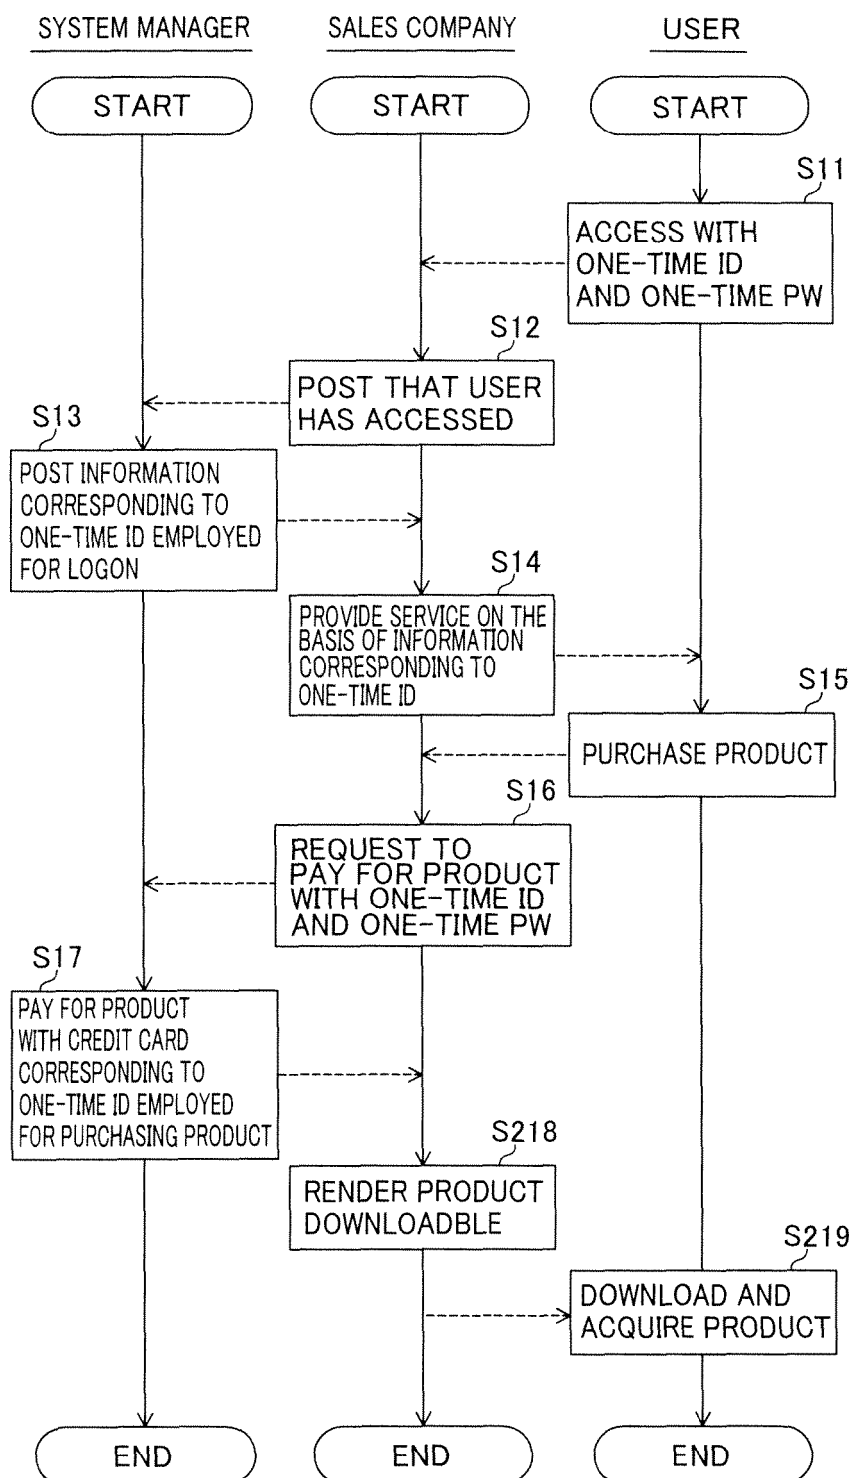 SYSTEM MANAGER
SALES COMPANY
USER
START
START
START
S11
ACCESS WITH
ONE-TIME ID
AND ONE-TIME PW
S12
POST THAT USER
HAS ACCESSED
S13
POST INFORMATION
CORRESPONDING TO
ONE-TIME ID EMPLOYED
FOR LOGON
S14
PROVIDE SERVICE ON THE
BASIS OF INFORMATION
CORRESPONDING TO
ONE-TIME ID
S15
PURCHASE PRODUCT
S16
REQUEST TO
PAY FOR PRODUCT
WITH ONE-TIME ID
AND ONE-TIME PW
S17
PAY FOR PRODUCT
WITH CREDIT CARD
CORRESPONDING TO
ONE-TIME ID EMPLOYED
FOR PURCHASING PRODUCT
S218
RENDER PRODUCT
DOWNLOADBLE
S219
DOWNLOAD AND
ACQUIRE PRODUCT
END
END
END